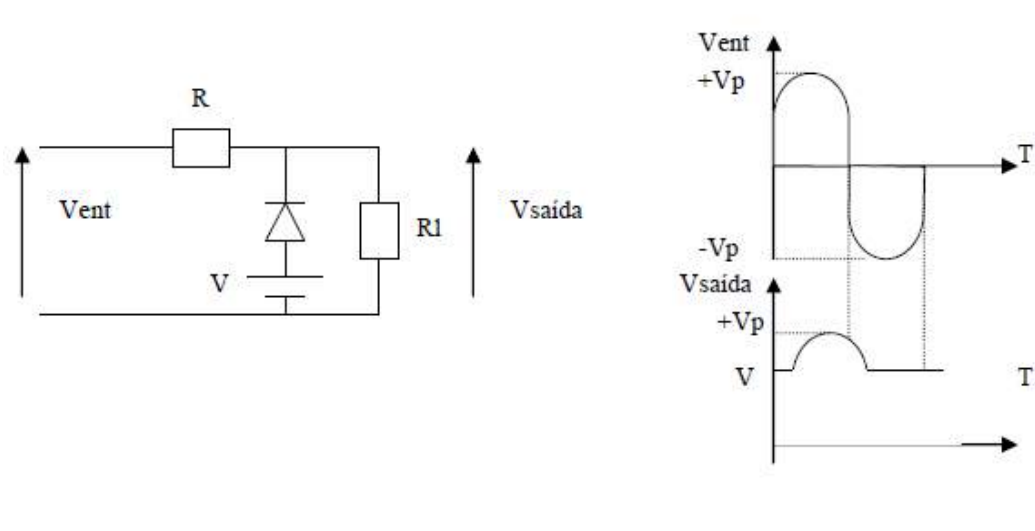 R
Vent
V
R1
Vsaída
Vent
+Vp
T
-Vp
Vsaída
+Vp
V
T